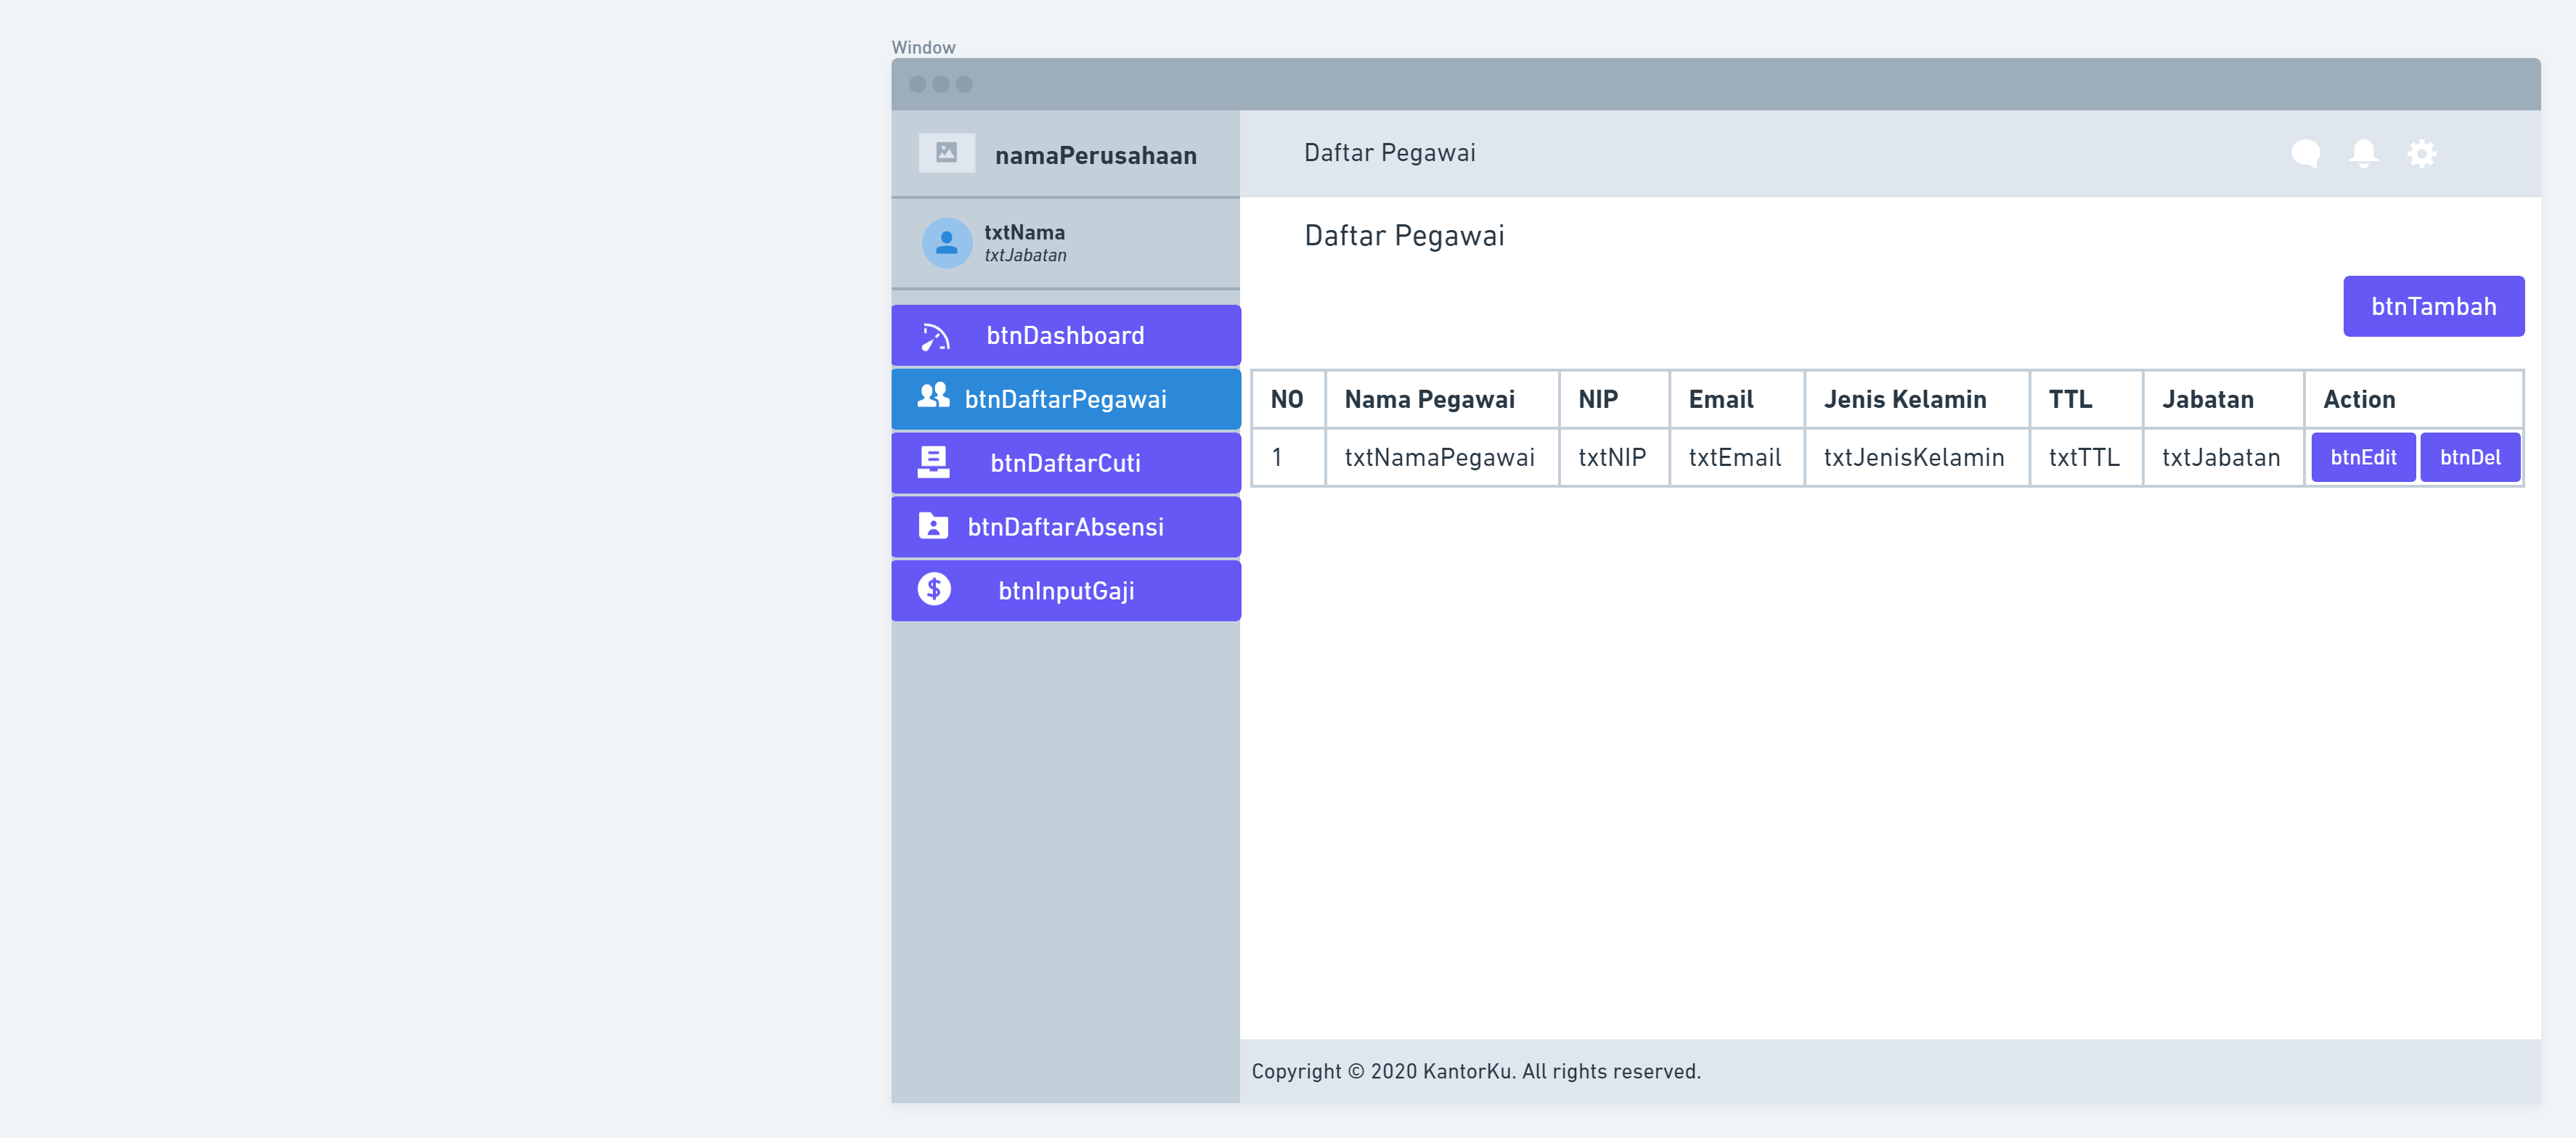 Window
namaPerusahaan
Daftar Pegawai
txtNama
txtJabatan
Daftar Pegawai
btnTambah
btnDashboard
btnDaftarPegawai
btnDaftarCuti
btnDaftarAbsensi
btnInputGaji
$
NO Nama Pegawai NIP Email Jenis Kelamin TTL Jabatan Action
1 txtNamaPegawai txtNIP txtEmail txtJenisKelamin txtTTL txtJabatan btnEdit btnDel
Copyright © 2020 KantorKu. All rights reserved.